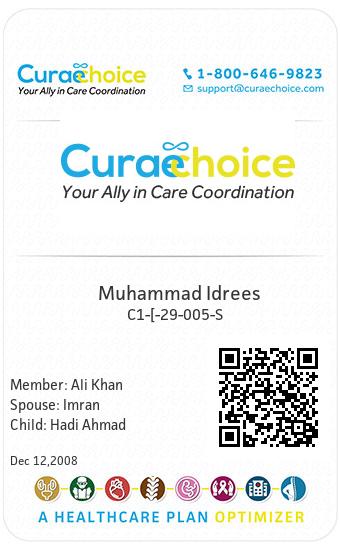 Curaechoice
Your Ally in Care Coordination
1-800-646-9823
support@curaechoice.com
Curaechoice
Your Ally in Care Coordination
Muhammad Idrees
C1-[-29-005-S
Member: Ali Khan
Spouse: Imran
Child: Hadi Ahmad
Dec 12,2008
A HEALTHCARE PLAN OPTIMIZER